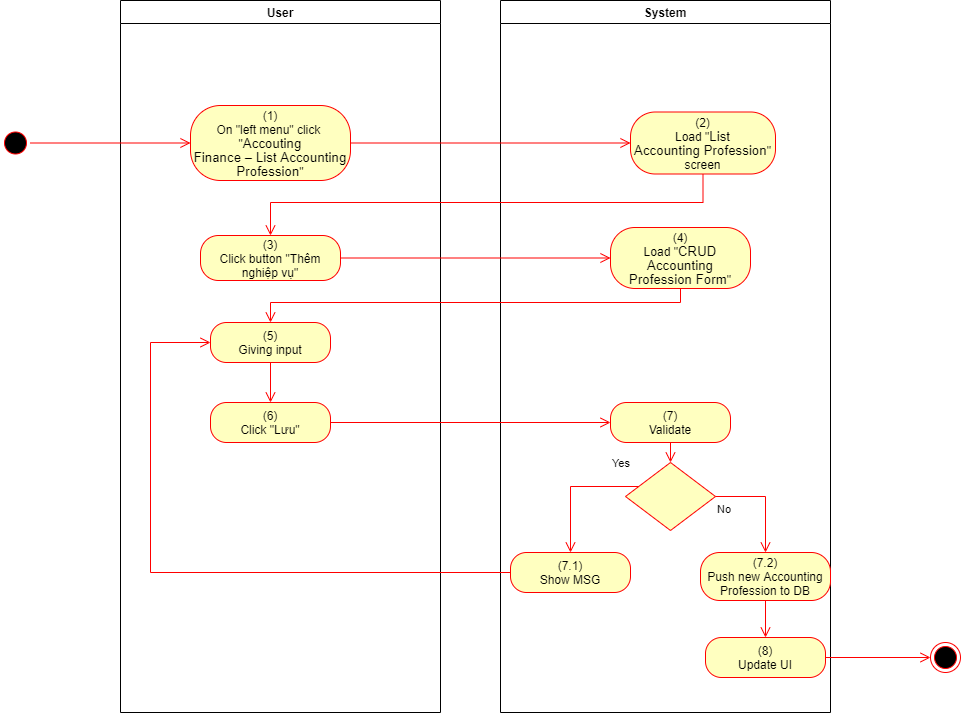 User
System
(1)
On "left menu" click
"Accouting
Finance – List Accounting
Profession"
(2)
Load "List
Accounting Profession"
screen
(3)
Click button "Thêm
nghiệp vụ"
(4)
Load "CRUD
Accounting
Profession Form"
(5)
Giving input
(6)
Click "Lưu"
(7)
Validate
Yes
No
(7.1)
Show MSG
(7.2)
Push new Accounting
Profession to DB
(8)
Update UI